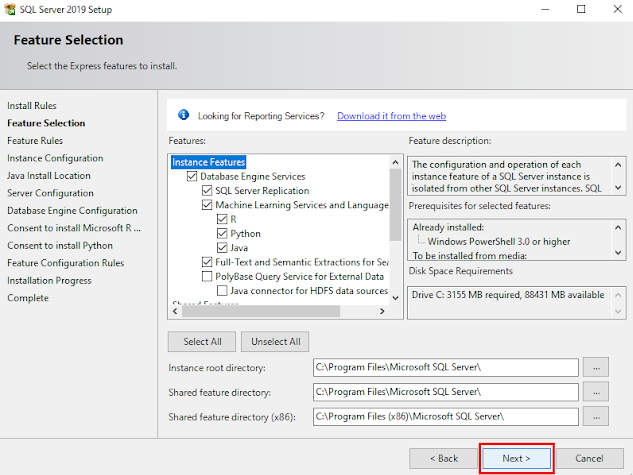 SQL Server 2019 Setup
Feature Selection
Select the Express features to install.
Install Rules
Feature Selection
Feature Rules
Instance Configuration
Java Install Location
Server Configuration
Database Engine Configuration
Consent to install Microsoft R ...
Consent to install Python
Feature Configuration Rules
Installation Progress
Complete
Looking for Reporting Services? Download it from the web
Features:
Instance Features
Database Engine Services
SQL Server Replication
Machine Learning Services and Language
R
Python
Java
Full-Text and Semantic Extractions for Sea
PolyBase Query Service for External Data
Java connector for HDFS data sources
Shared Features
Feature description:
The configuration and operation of each
instance feature of a SQL Server instance is
isolated from other SQL Server instances. SQL
Prerequisites for selected features:
Already installed:
Windows PowerShell 3.0 or higher
To be installed from media:
Disk Space Requirements
Drive C: 3155 MB required, 88431 MB available
Select All
Unselect All
Instance root directory: C:\Program Files\Microsoft SQL Server\ ...
Shared feature directory: C:\Program Files\Microsoft SQL Server\ ...
Shared feature directory (x86): C:\Program Files (x86)\Microsoft SQL Server\ ...
< Back
Next >
Cancel